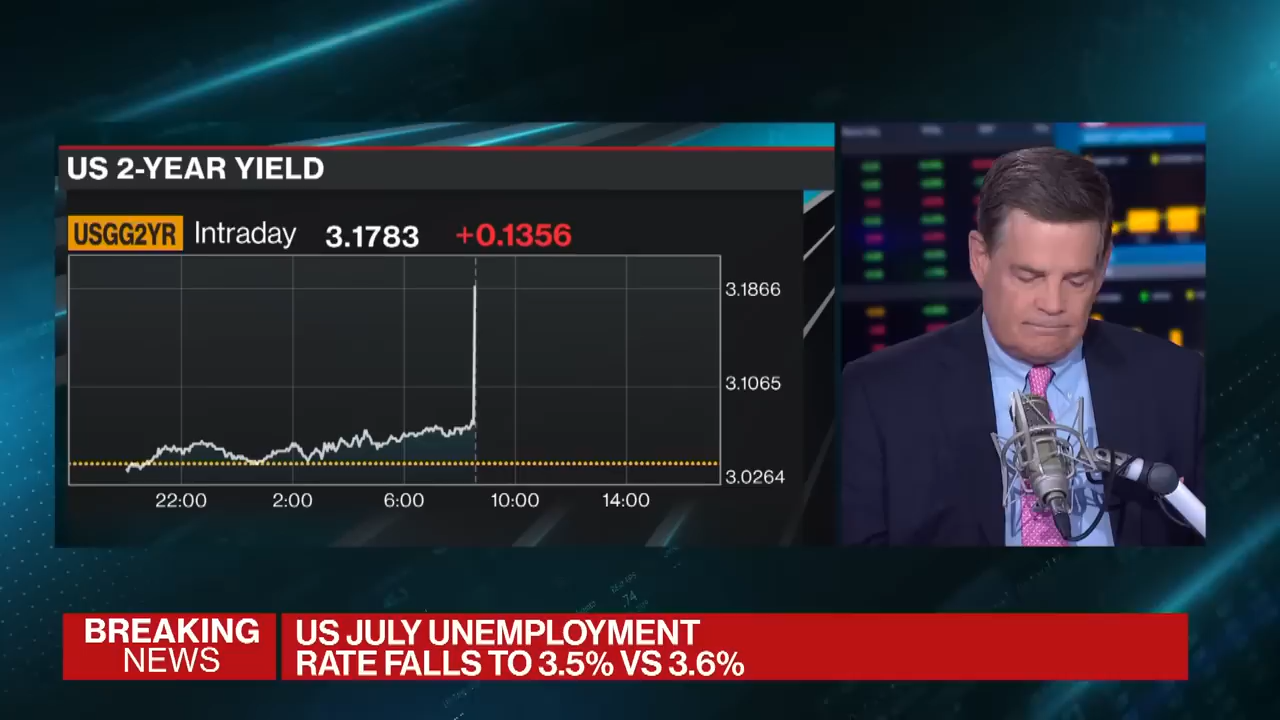 US 2-YEAR YIELD
USGG2YR Intraday 3.1783 +0.1356
3.1866
3.1065
3.0264
22:00 2:00 6:00 10:00 14:00
BREAKING NEWS
US JULY UNEMPLOYMENT
RATE FALLS TO 3.5% VS 3.6%